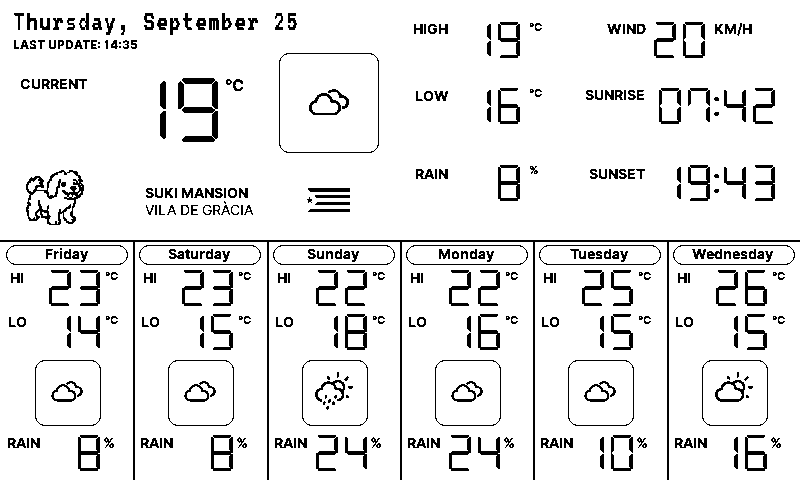 Thursday, September 25
LAST UPDATE: 14:35
CURRENT 19 °C
SUKI MANSION
VILA DE GRÀCIA
HIGH 19 °C
LOW 16 °C
RAIN 8 %
WIND 20 KM/H
SUNRISE 07:42
SUNSET 19:43
Friday
HI 23 °C
LO 14 °C
RAIN 8 %
Saturday
HI 23 °C
LO 15 °C
RAIN 8 %
Sunday
HI 22 °C
LO 18 °C
RAIN 24 %
Monday
HI 22 °C
LO 16 °C
RAIN 24 %
Tuesday
HI 25 °C
LO 15 °C
RAIN 10 %
Wednesday
HI 26 °C
LO 15 °C
RAIN 16 %